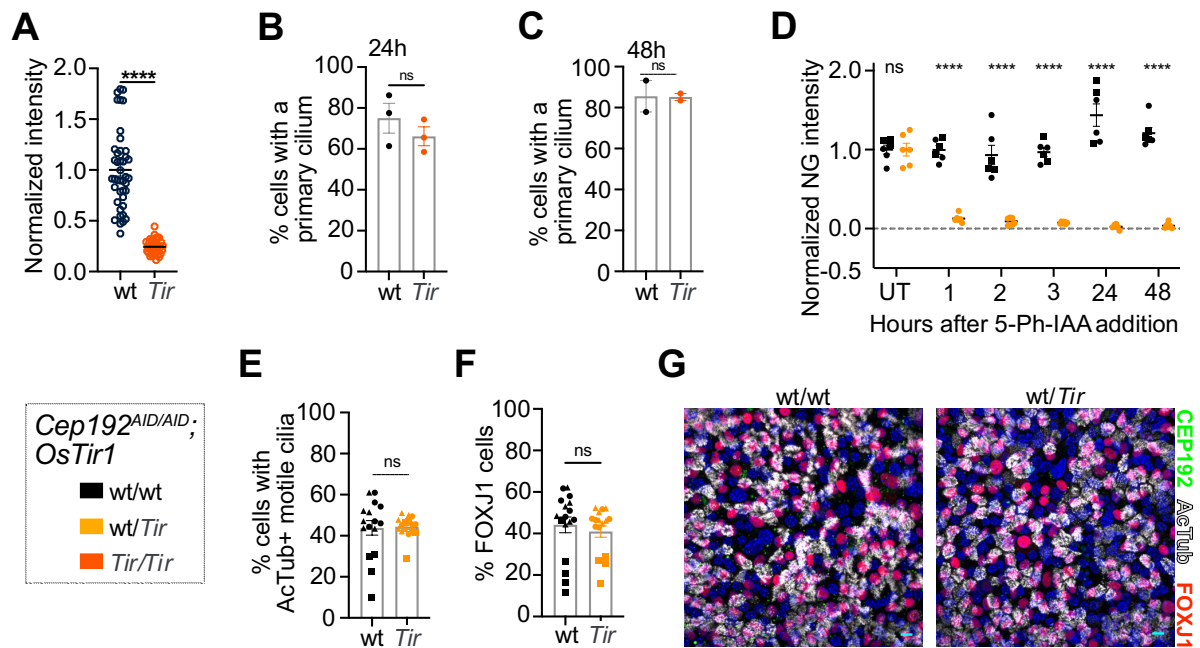 A
Normalized intensity
2.0
1.5
1.0
0.5
0.0
****
wt Tir
B
24h
% cells with a
primary cilium
100
80
60
40
20
0
ns
wt Tir
C
48h
% cells with a
primary cilium
100
80
60
40
20
0
ns
wt Tir
D
Normalized NG intensity
2.0
1.0
0.0
-0.5
ns **** **** **** **** ****
UT 1 2 3 24 48
Hours after 5-Ph-IAA addition
Cep192AID/AID;
OsTir1
wt/wt
wt/Tir
Tir/Tir
E
% cells with
AcTub+ motile cilia
100
80
60
40
20
0
ns
wt Tir
F
% FOXJ1 cells
100
80
60
40
20
0
ns
wt Tir
G
wt/wt
wt/Tir
CEP192 AcTub FOXJ1